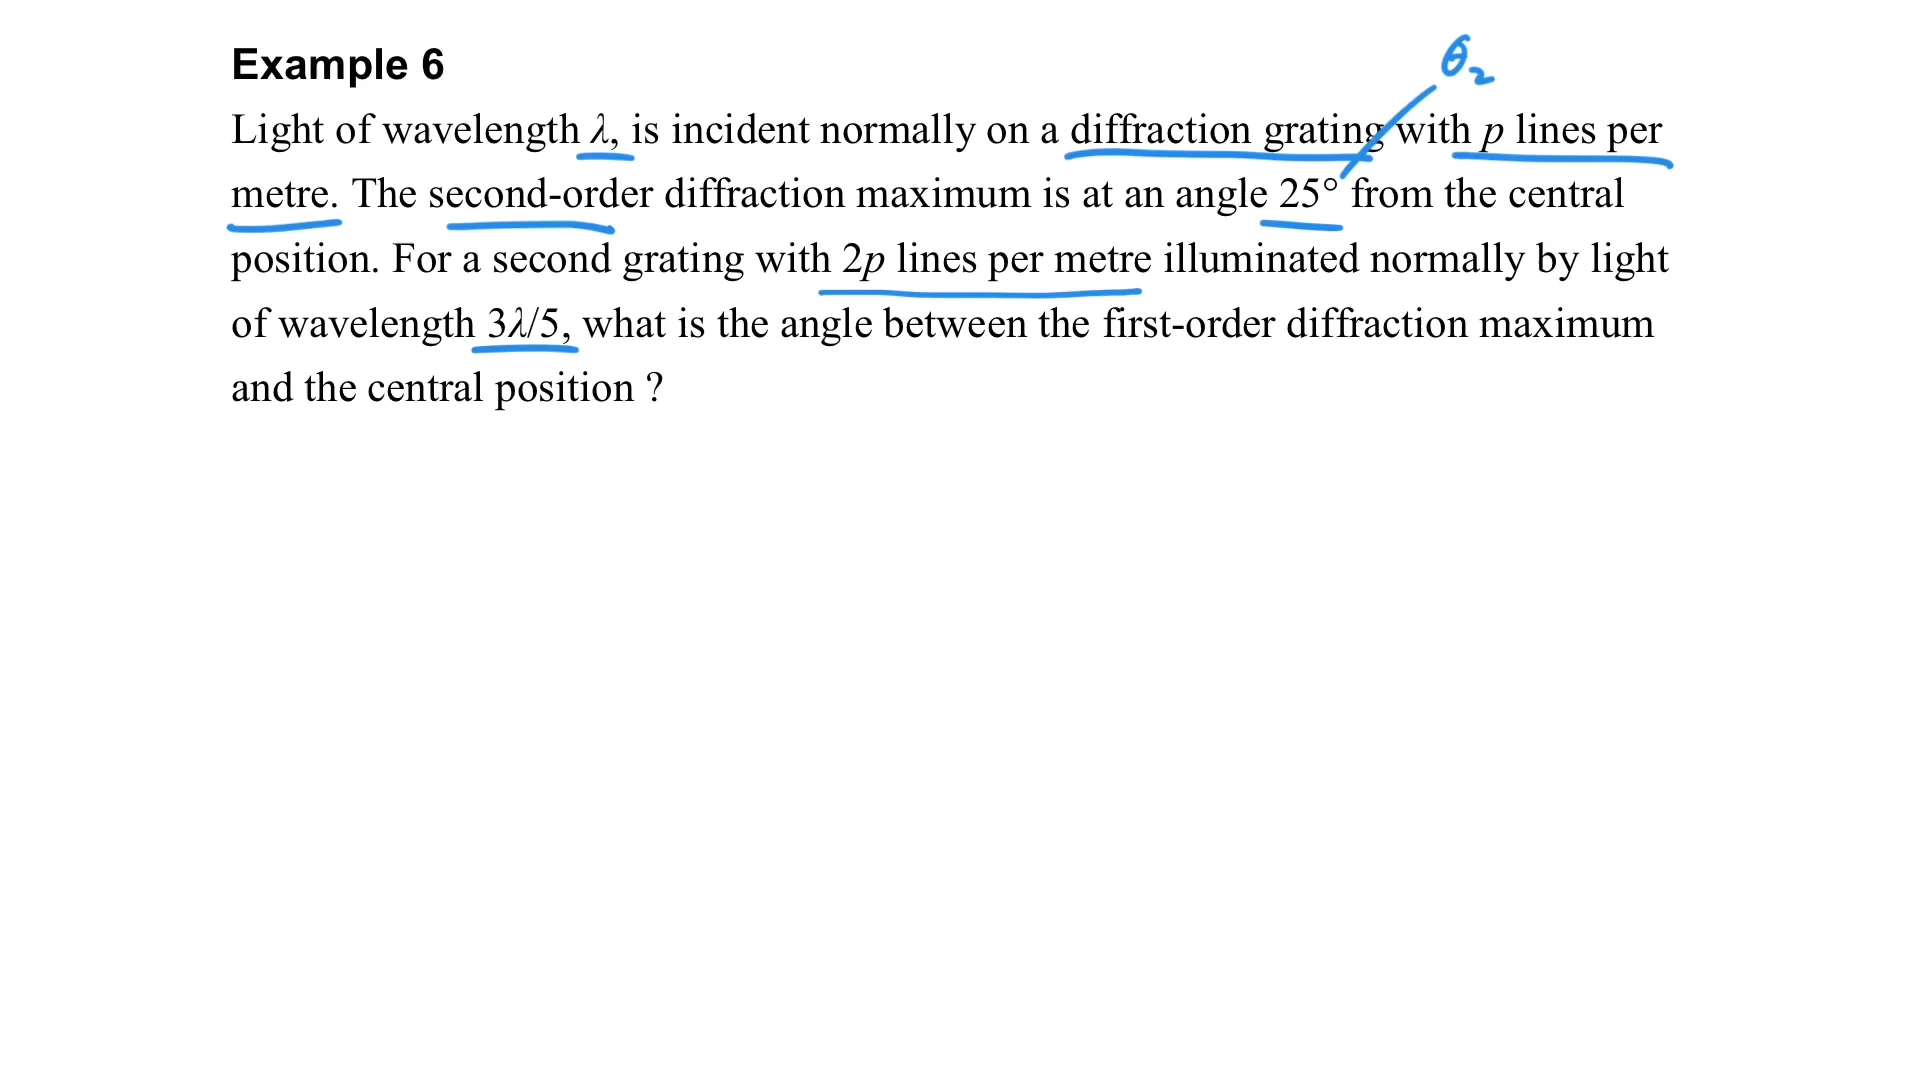 Example 6
θ₂
Light of wavelength λ, is incident normally on a diffraction grating with p lines per
metre. The second-order diffraction maximum is at an angle 25° from the central
position. For a second grating with 2p lines per metre illuminated normally by light
of wavelength 3λ/5, what is the angle between the first-order diffraction maximum
and the central position ?